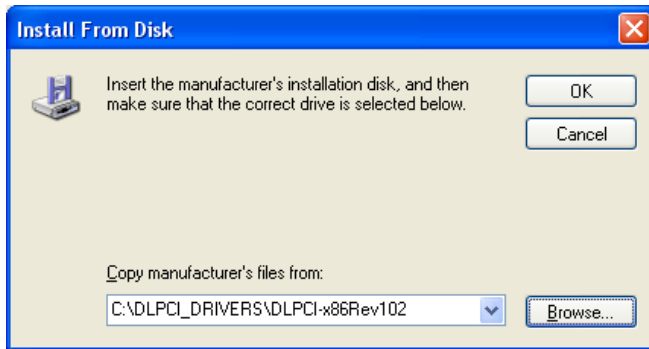 Install From Disk
Insert the manufacturer's installation disk, and then
make sure that the correct drive is selected below.
OK
Cancel
Copy manufacturer's files from:
C:\DLPCI_DRIVERS\DLPCI-x86Rev102
Browse...